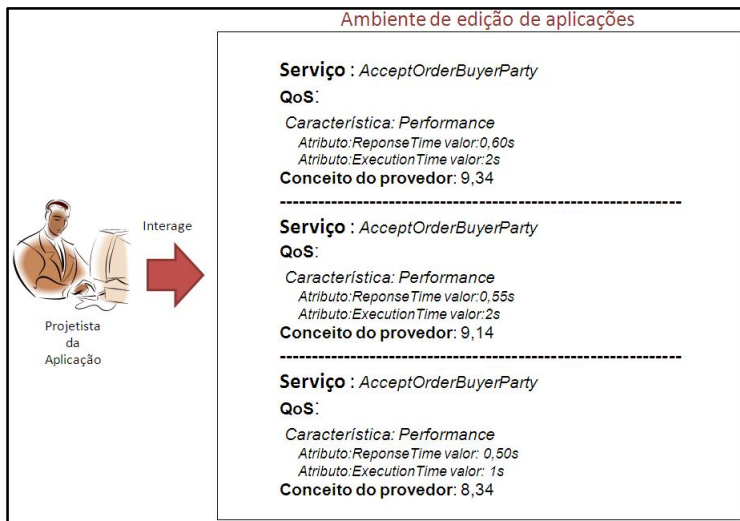 Ambiente de edição de aplicações
Serviço : AcceptOrderBuyerParty
QoS:
Característica: Performance
Atributo:ReponseTime valor:0,60s
Atributo:ExecutionTime valor:2s
Conceito do provedor: 9,34
----------------------------------------------------------------------
Serviço : AcceptOrderBuyerParty
QoS:
Característica: Performance
Atributo:ReponseTime valor:0,55s
Atributo:ExecutionTime valor:2s
Conceito do provedor: 9,14
----------------------------------------------------------------------
Serviço : AcceptOrderBuyerParty
QoS:
Característica: Performance
Atributo:ReponseTime valor: 0,50s
Atributo:ExecutionTime valor: 1s
Conceito do provedor: 8,34
Interage
Projetista
da
Aplicação